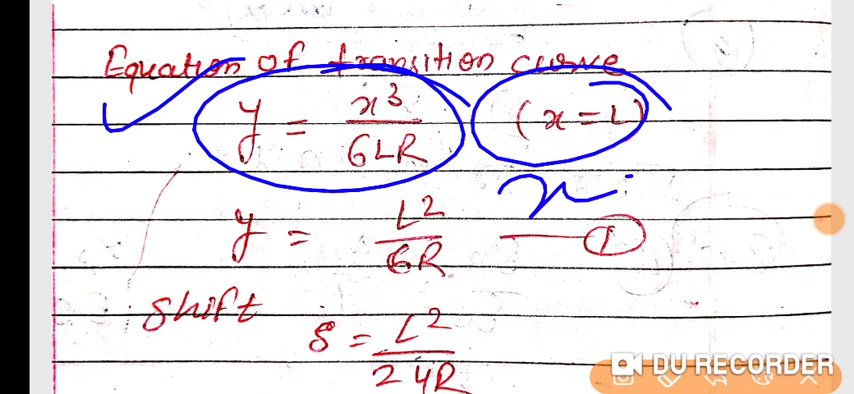 Equation of transition curve
y = x³/6LR (x = L)
y = L²/6R — ①
shift
s = L²/24R
DU RECORDER